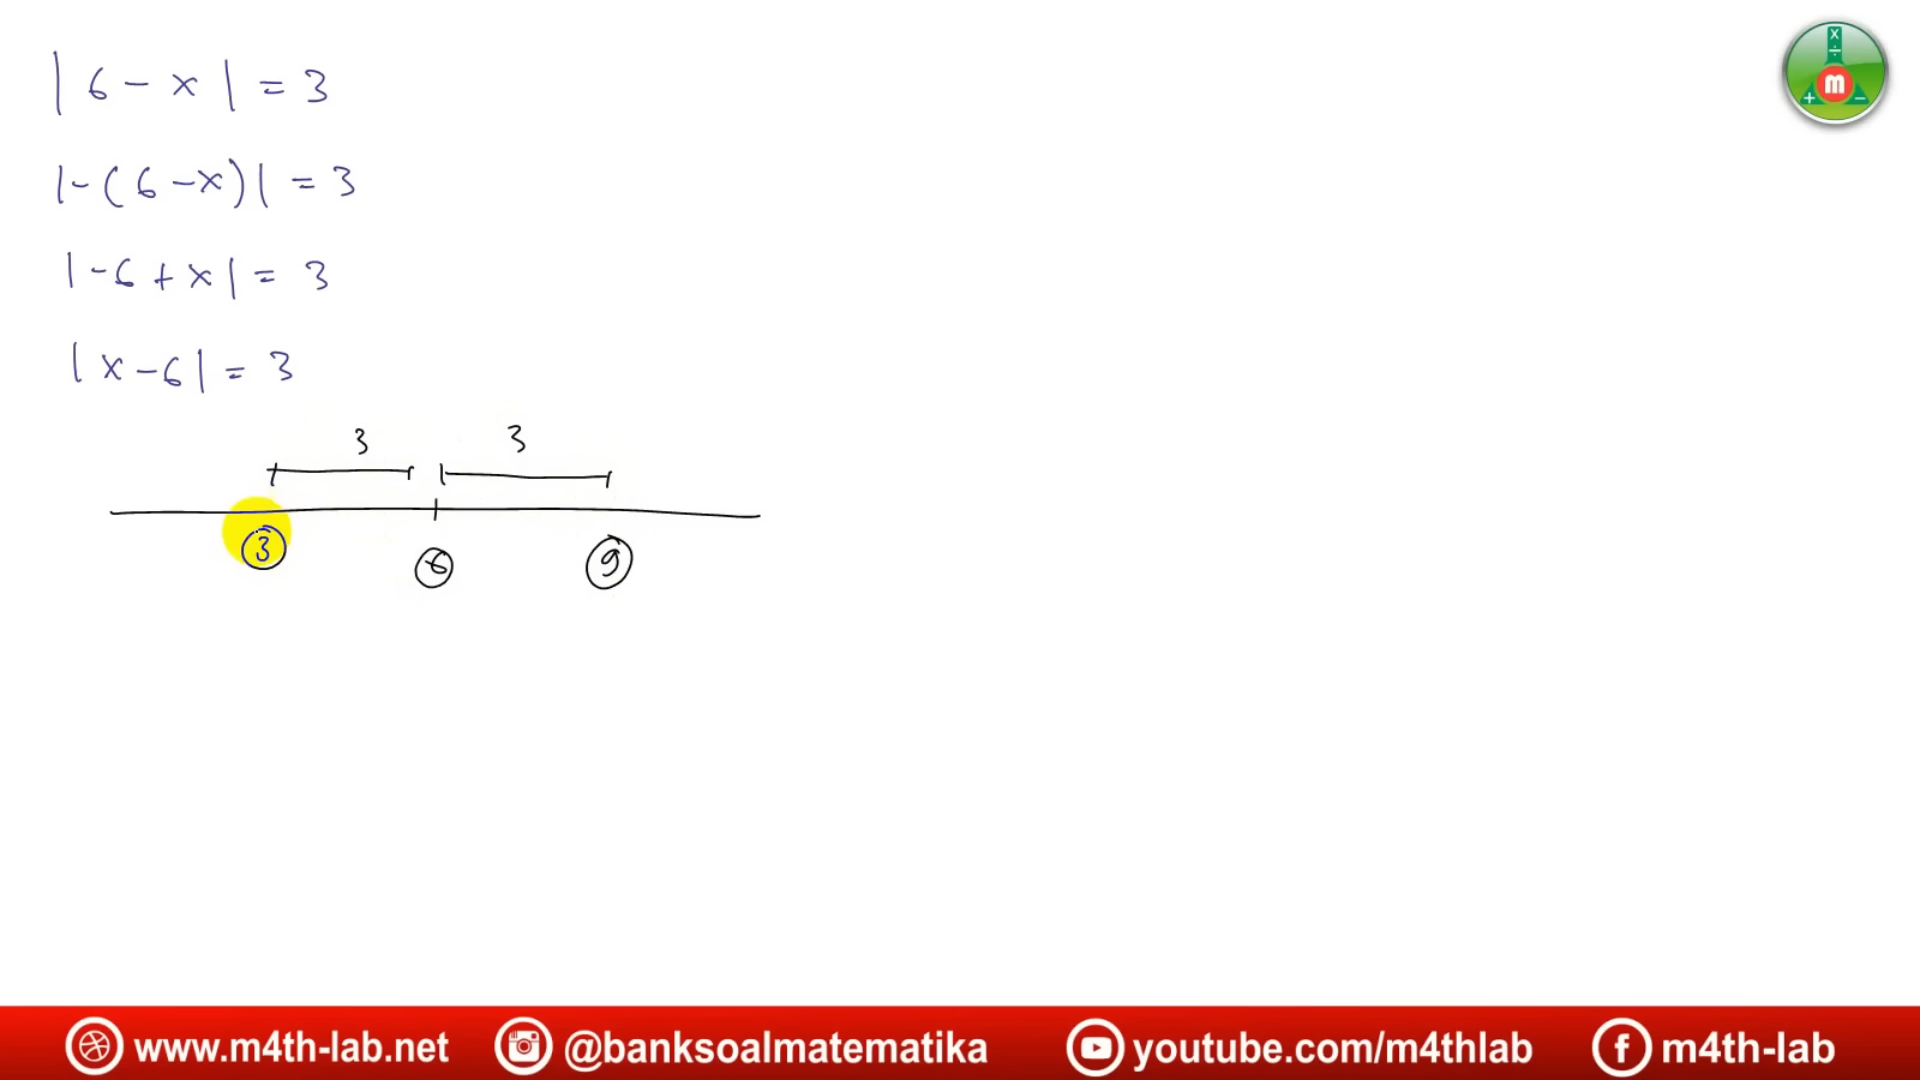 |6-x| = 3
|-(6-x)| = 3
|-6+x| = 3
|x-6| = 3
3 3
3 6 9
x ÷ m + -
www.m4th-lab.net @banksoalmatematika youtube.com/m4thlab m4th-lab